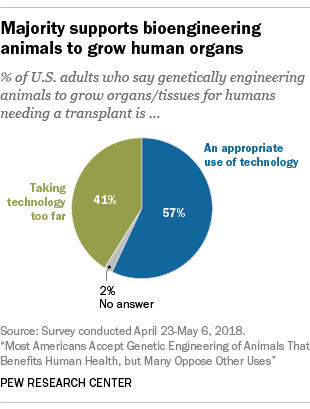 Majority supports bioengineering
animals to grow human organs
% of U.S. adults who say genetically engineering
animals to grow organs/tissues for humans
needing a transplant is ...
An appropriate
use of technology
57%
Taking
technology
too far
41%
2%
No answer
Source: Survey conducted April 23-May 6, 2018.
“Most Americans Accept Genetic Engineering of Animals That
Benefits Human Health, but Many Oppose Other Uses”
PEW RESEARCH CENTER